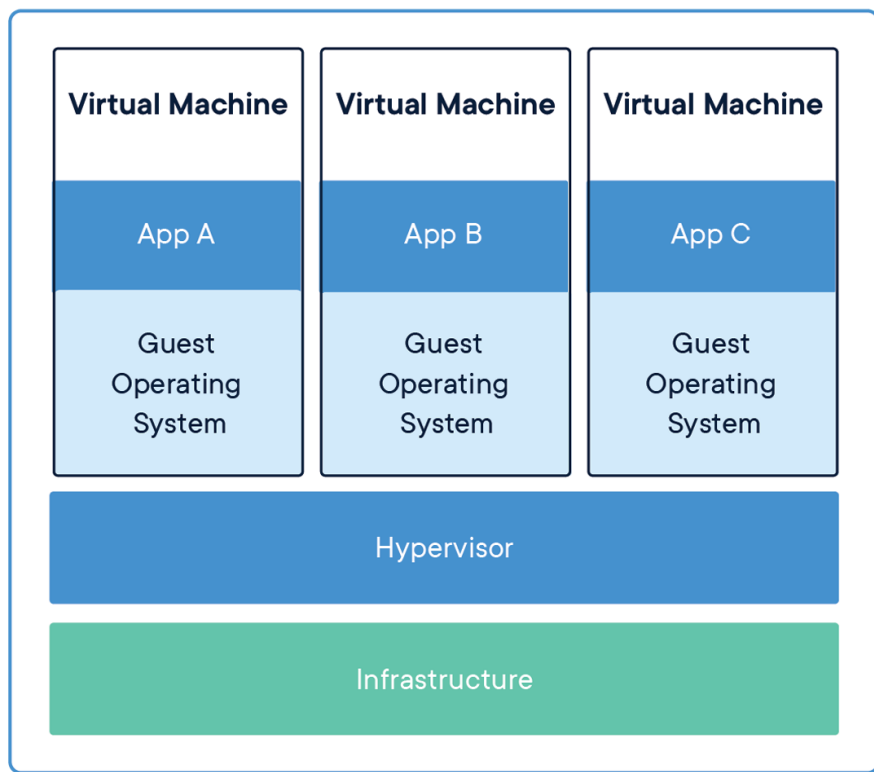 Virtual Machine
Virtual Machine
Virtual Machine
App A
App B
App C
Guest
Operating
System
Guest
Operating
System
Guest
Operating
System
Hypervisor
Infrastructure